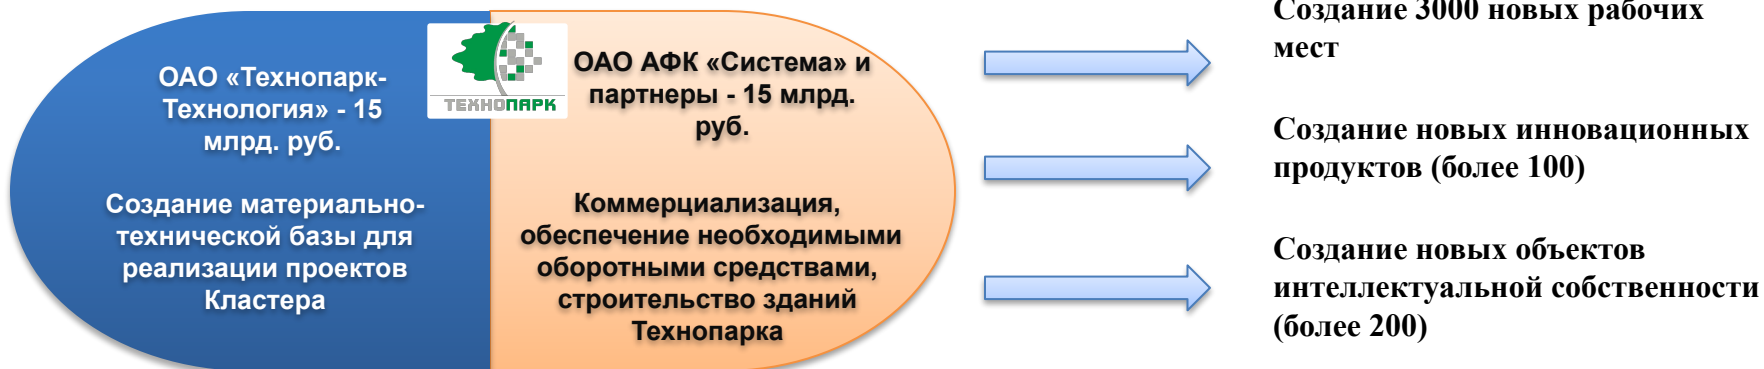 ОАО «Технопарк-
Технология» - 15
млрд. руб.
Создание материально-
технической базы для
реализации проектов
Кластера
ТЕХНОПАРК
ОАО АФК «Система» и
партнеры - 15 млрд.
руб.
Коммерциализация,
обеспечение необходимыми
оборотными средствами,
строительство зданий
Технопарка
Создание 3000 новых рабочих
мест
Создание новых инновационных
продуктов (более 100)
Создание новых объектов
интеллектуальной собственности
(более 200)